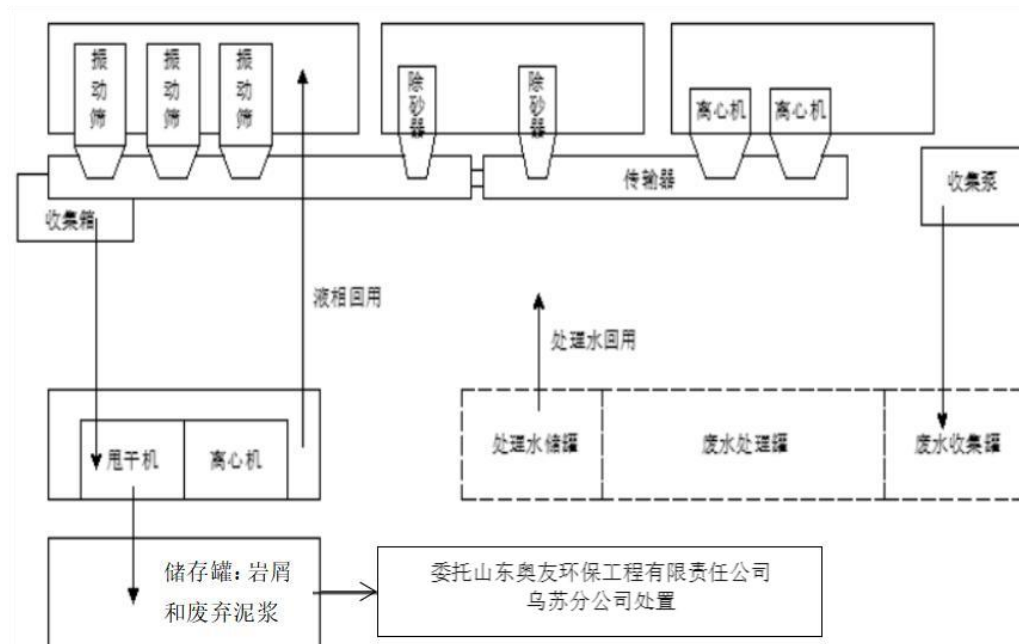 振动筛
振动筛
振动筛
除砂器
除砂器
离心机
离心机
传输器
收集泵
收集箱
液相回用
处理水回用
甩干机
离心机
处理水储罐
废水处理罐
废水收集罐
储存罐：岩屑
和废弃泥浆
委托山东奥友环保工程有限责任公司
乌苏分公司处置